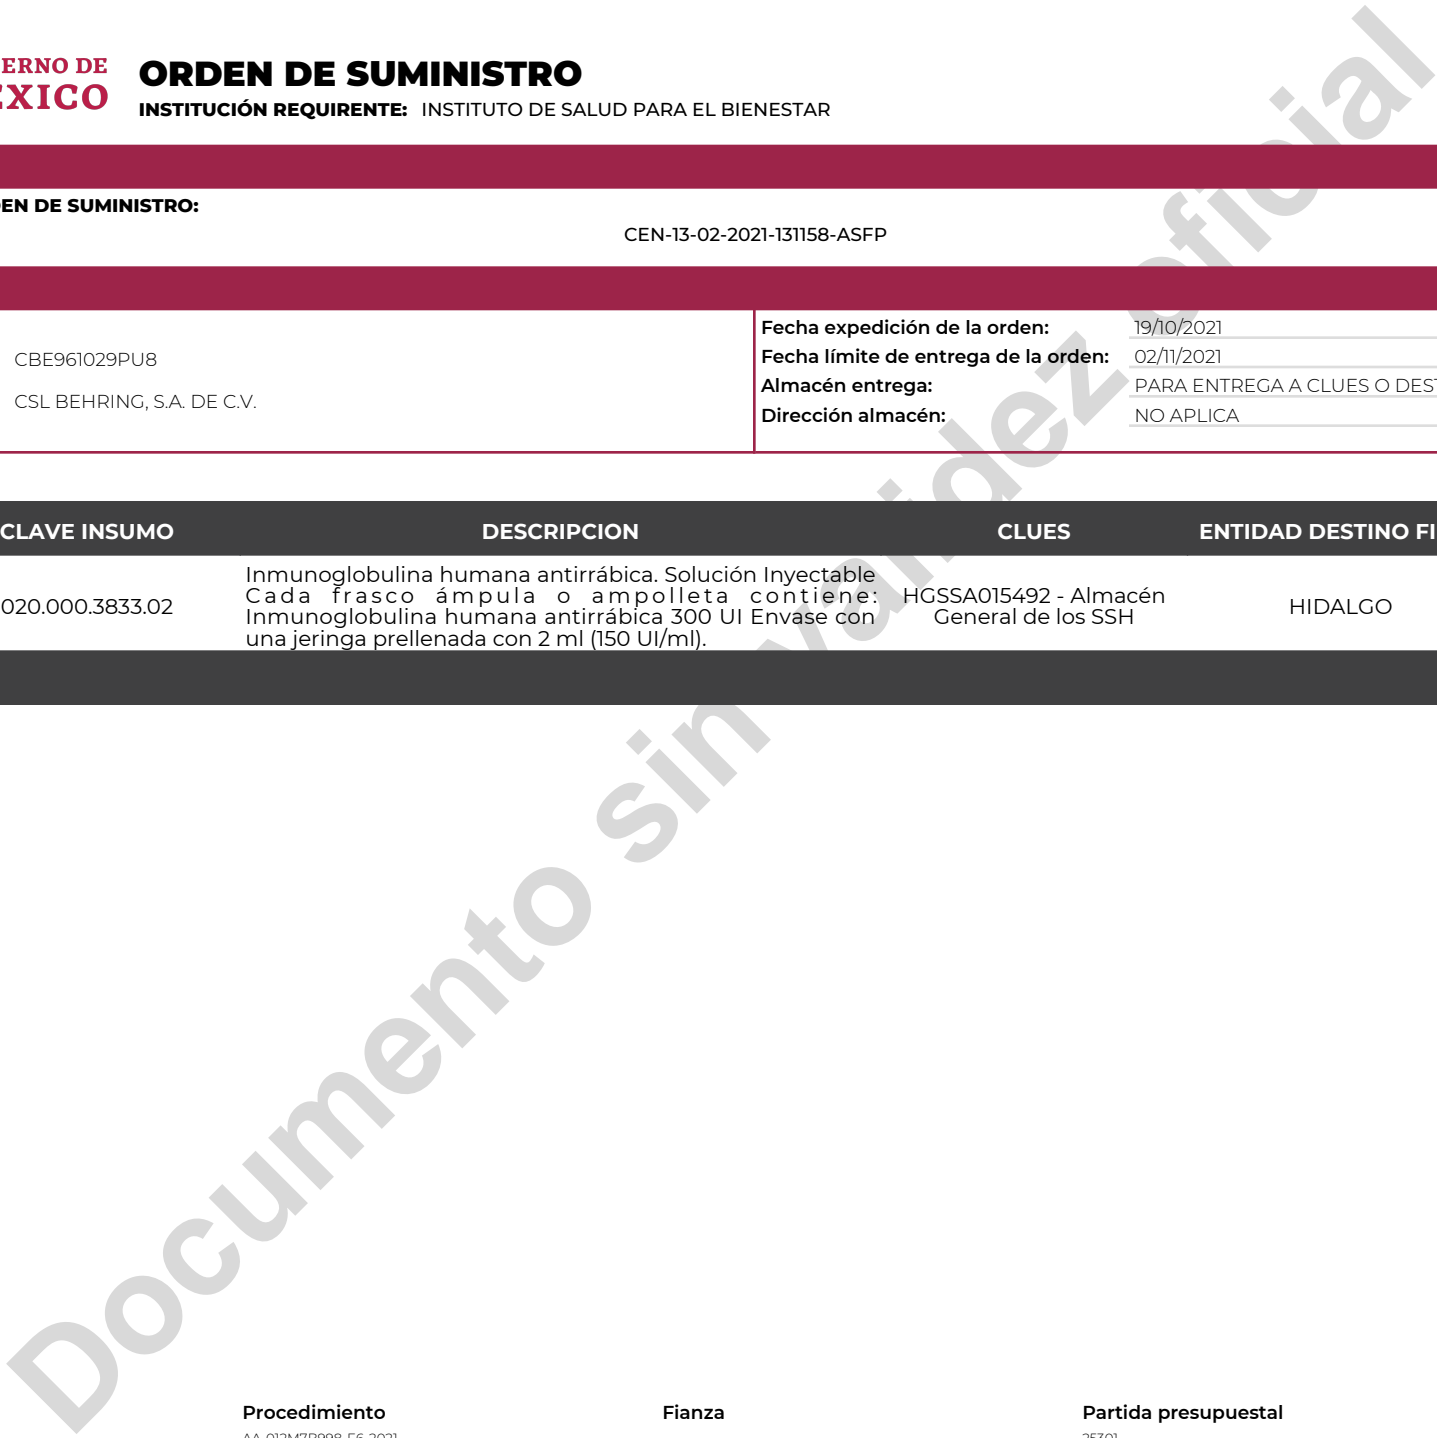 ERNO DE
ORDEN DE SUMINISTRO
INSTITUCIÓN REQUIRENTE: INSTITUTO DE SALUD PARA EL BIENESTAR
EN DE SUMINISTRO:
CEN-13-02-2021-131158-ASFP
CBE961029PU8
CSL BEHRING, S.A. DE C.V.
Fecha expedición de la orden: 19/10/2021
Fecha límite de entrega de la orden: 02/11/2021
Almacén entrega: PARA ENTREGA A CLUES O DEST
Dirección almacén: NO APLICA
CLAVE INSUMO DESCRIPCION CLUES ENTIDAD DESTINO FI
020.000.3833.02
Inmunoglobulina humana antirrábica. Solución Inyectable
Cada frasco ámpula o ampolleta contiene:
Inmunoglobulina humana antirrábica 300 UI Envase con
una jeringa prellenada con 2 ml (150 UI/ml).
HGSSA015492 - Almacén
General de los SSH
HIDALGO
Documento sin validez oficial
Procedimiento Fianza Partida presupuestal